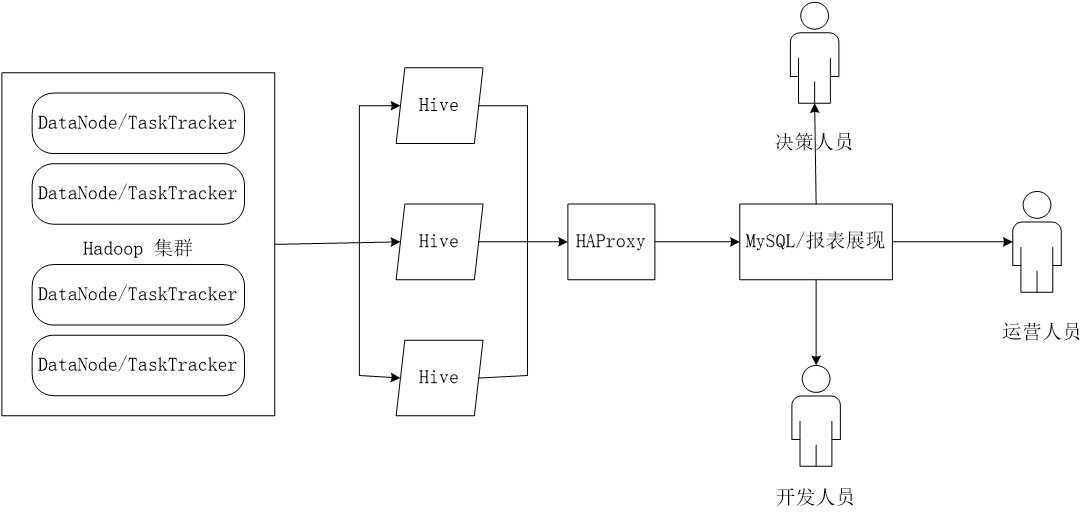 DataNode/TaskTracker
DataNode/TaskTracker
Hadoop 集群
DataNode/TaskTracker
DataNode/TaskTracker
Hive
Hive
Hive
HAProxy
MySQL/报表展现
决策人员
运营人员
开发人员